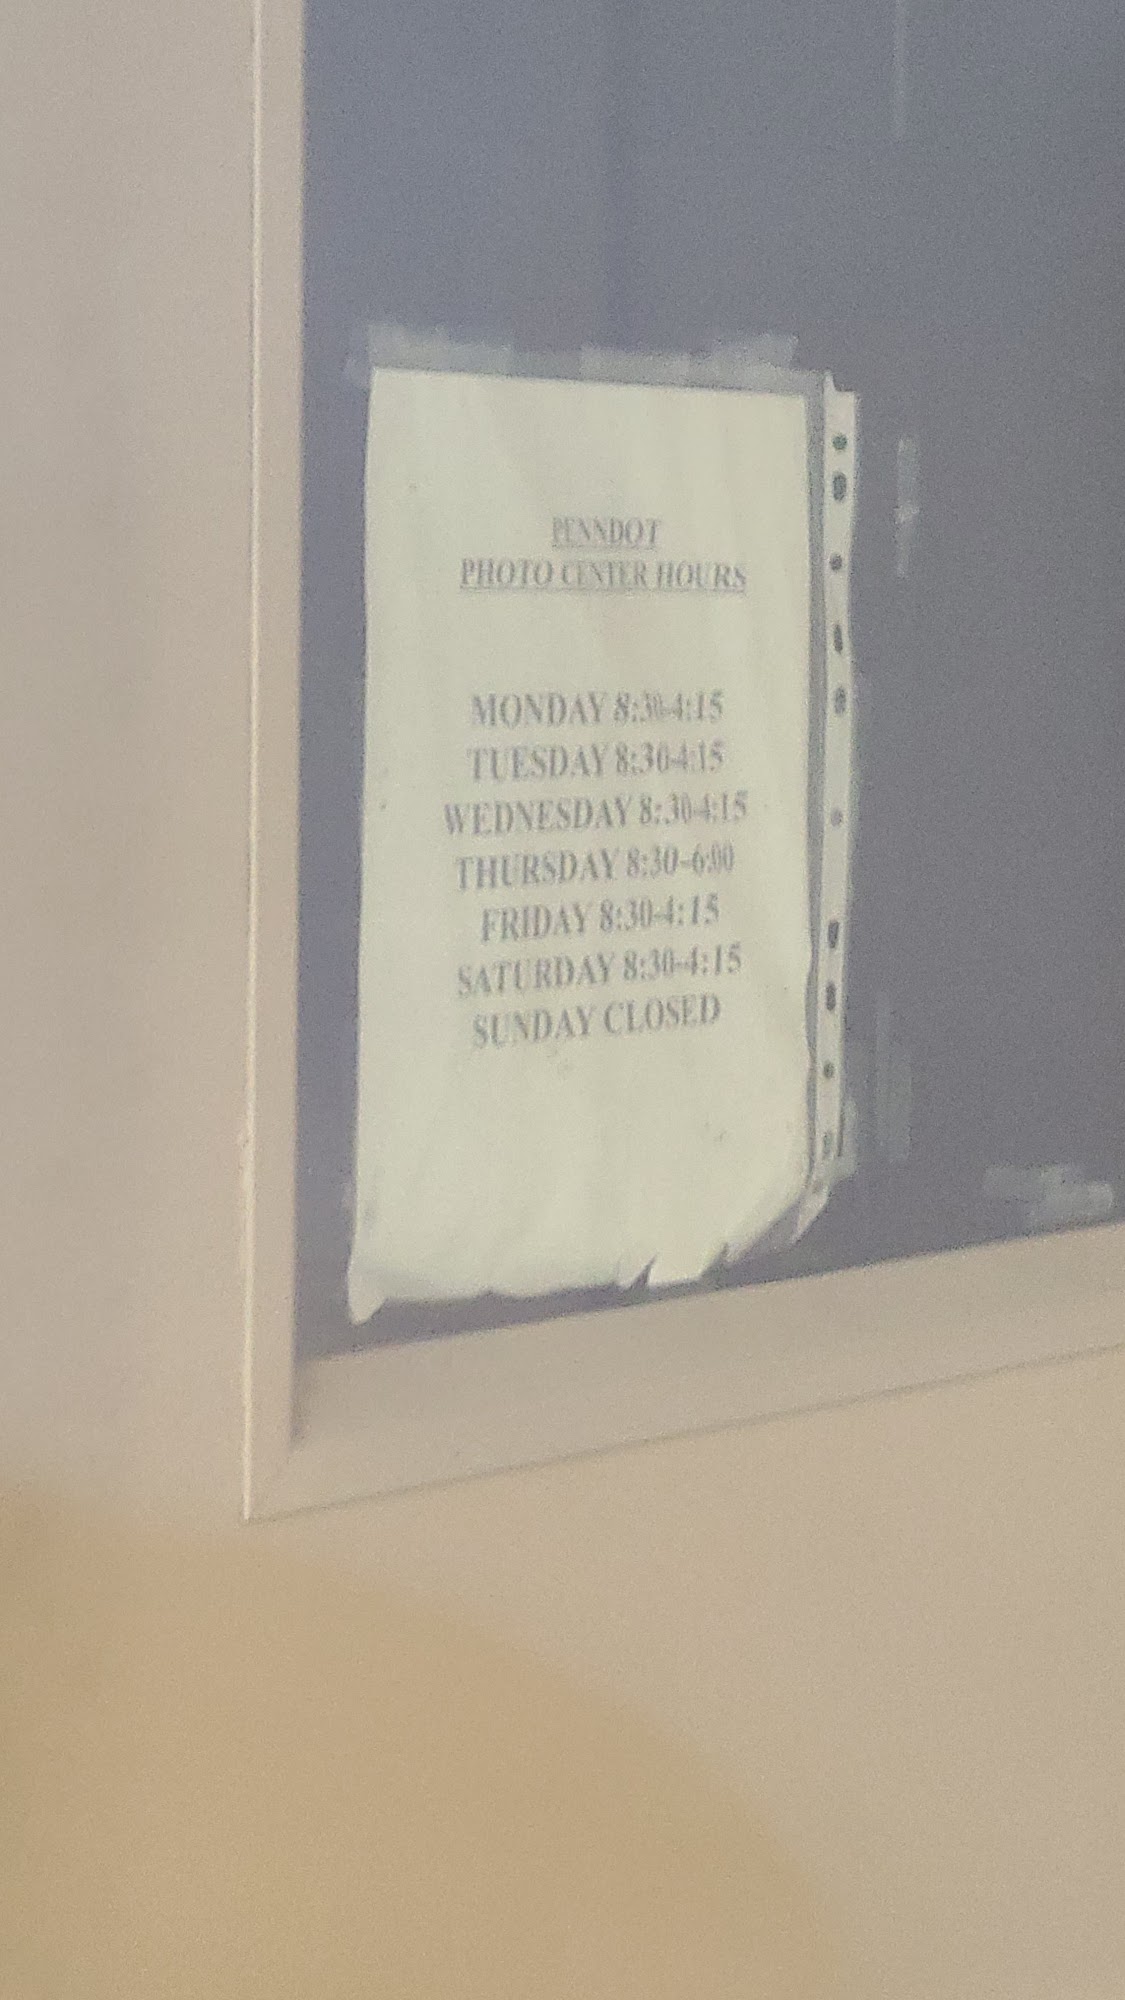 PENNDOT
PHOTO CENTER HOURS
MONDAY 8:30-4:15
TUESDAY 8:30-4:15
WEDNESDAY 8:30-4:15
THURSDAY 8:30-6:00
FRIDAY 8:30-4:15
SATURDAY 8:30-4:15
SUNDAY CLOSED